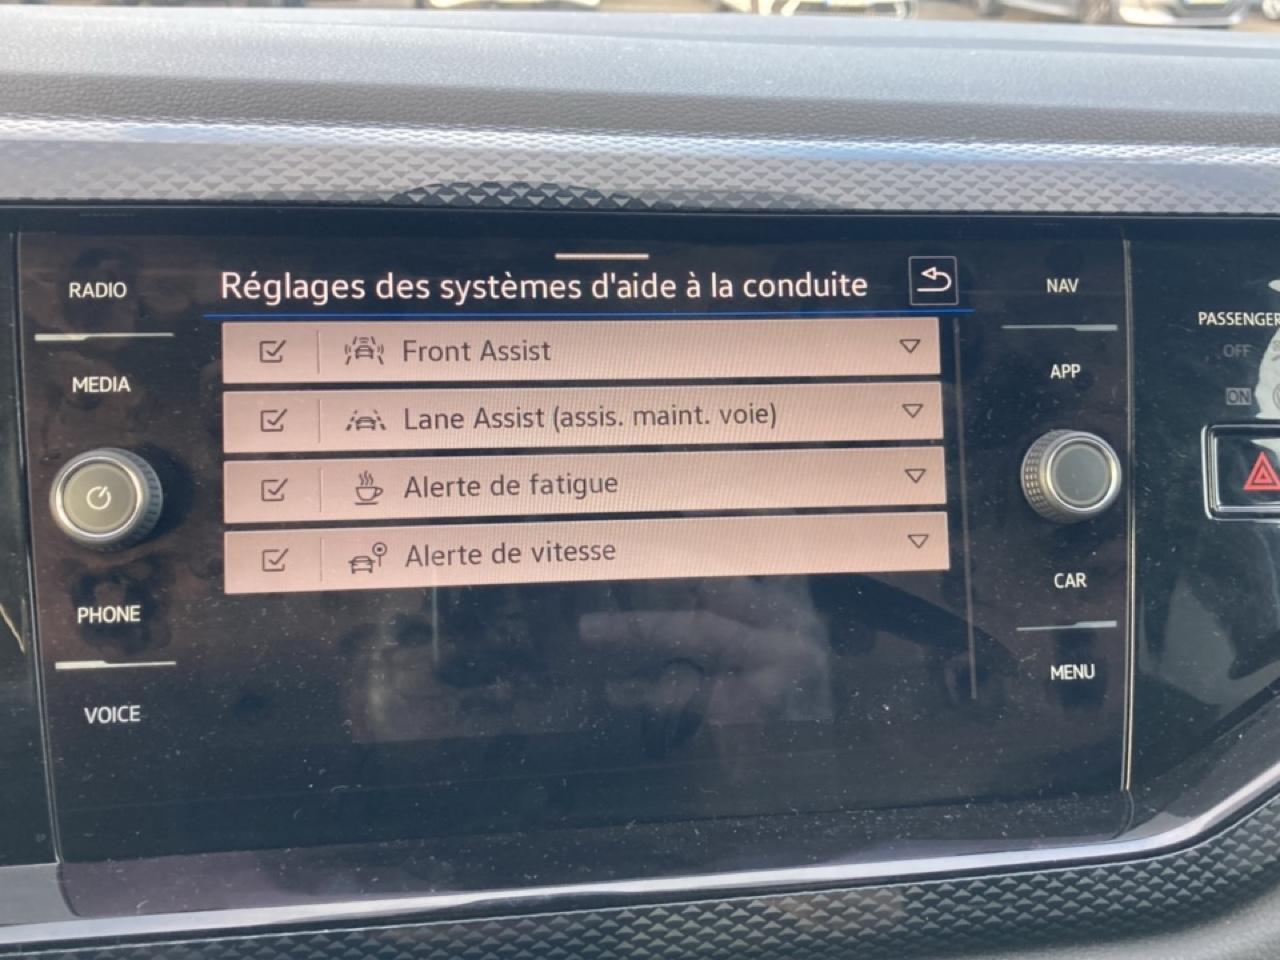 RADIO
MEDIA
PHONE
VOICE
Réglages des systèmes d'aide à la conduite
Front Assist
Lane Assist (assis. maint. voie)
Alerte de fatigue
Alerte de vitesse
NAV
APP
CAR
MENU
PASSENGER
OFF
ON